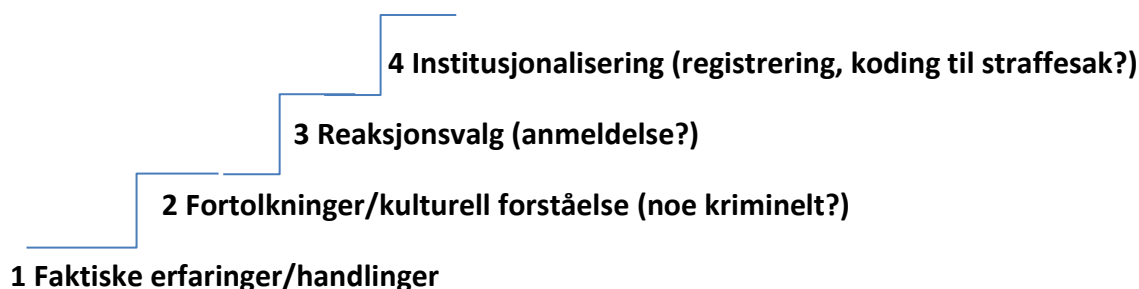 4 Institusjonalisering (registrering, koding til straffesak?)
3 Reaksjonsvalg (anmeldelse?)
2 Fortolkninger/kulturell forståelse (noe kriminelt?)
1 Faktiske erfaringer/handlinger